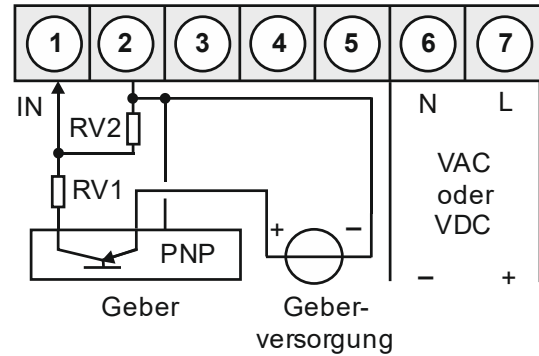 1 2 3 4 5 6 7
IN
N L
RV2
VAC
oder
VDC
RV1
+ −
PNP
− +
Geber
Geber-
versorgung